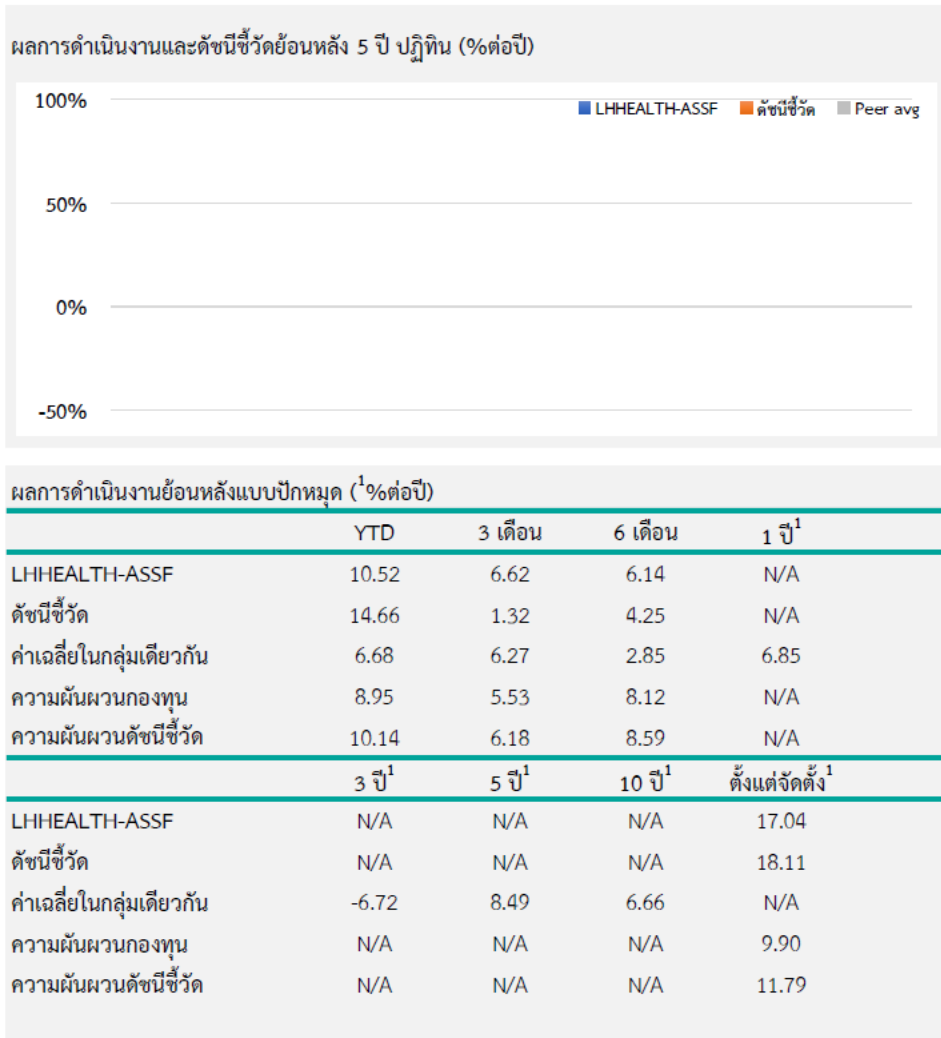 ผลการดำเนินงานและดัชนีชี้วัดย้อนหลัง 5 ปี ปฏิทิน (%ต่อปี)
100%
LHHEALTH-ASSF ดัชนีชี้วัด Peer avg
50%
0%
-50%
ผลการดำเนินงานย้อนหลังแบบปักหมุด (¹%ต่อปี)
YTD 3 เดือน 6 เดือน 1 ปี¹
LHHEALTH-ASSF 10.52 6.62 6.14 N/A
ดัชนีชี้วัด 14.66 1.32 4.25 N/A
ค่าเฉลี่ยในกลุ่มเดียวกัน 6.68 6.27 2.85 6.85
ความผันผวนกองทุน 8.95 5.53 8.12 N/A
ความผันผวนดัชนีชี้วัด 10.14 6.18 8.59 N/A
3 ปี¹ 5 ปี¹ 10 ปี¹ ตั้งแต่จัดตั้ง¹
LHHEALTH-ASSF N/A N/A N/A 17.04
ดัชนีชี้วัด N/A N/A N/A 18.11
ค่าเฉลี่ยในกลุ่มเดียวกัน -6.72 8.49 6.66 N/A
ความผันผวนกองทุน N/A N/A N/A 9.90
ความผันผวนดัชนีชี้วัด N/A N/A N/A 11.79